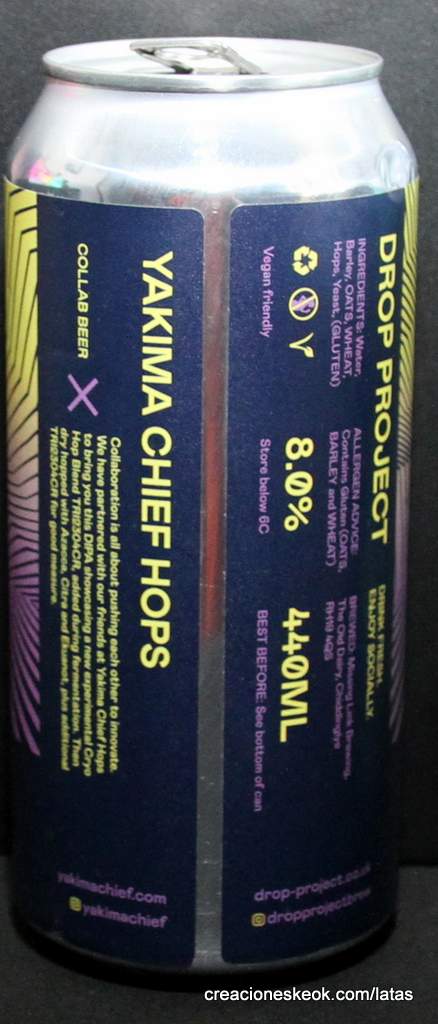 DROP PROJECT
DRINK FRESH.
ENJOY SOCIALLY.
INGREDIENTS: Water,
Barley, OATS, WHEAT,
Hops, Yeast, (GLUTEN)
ALLERGEN ADVICE:
Contains Gluten (OATS,
BARLEY and WHEAT)
BREWED: Missing Link Brewing,
The Old Dairy, Chiddinglye
RH19 4QS
8.0%
440ML
Vegan friendly
Store below 6C
BEST BEFORE: See bottom of can
drop-project.co.uk
dropprojectbrew
YAKIMA CHIEF HOPS
COLLAB BEER
Collaboration is all about pushing each other to innovate.
We have partnered with our friends at Yakima Chief Hops
to bring you this DIPA showcasing a new experimental Cryo
Hop Blend TRI2304CR, added during fermentation. Then
dry hopped with Azacca, Citra and Ekuanot, plus additional
TRI2304CR for good measure.
yakimachief.com
yakimachief
creacioneskeok.com/latas